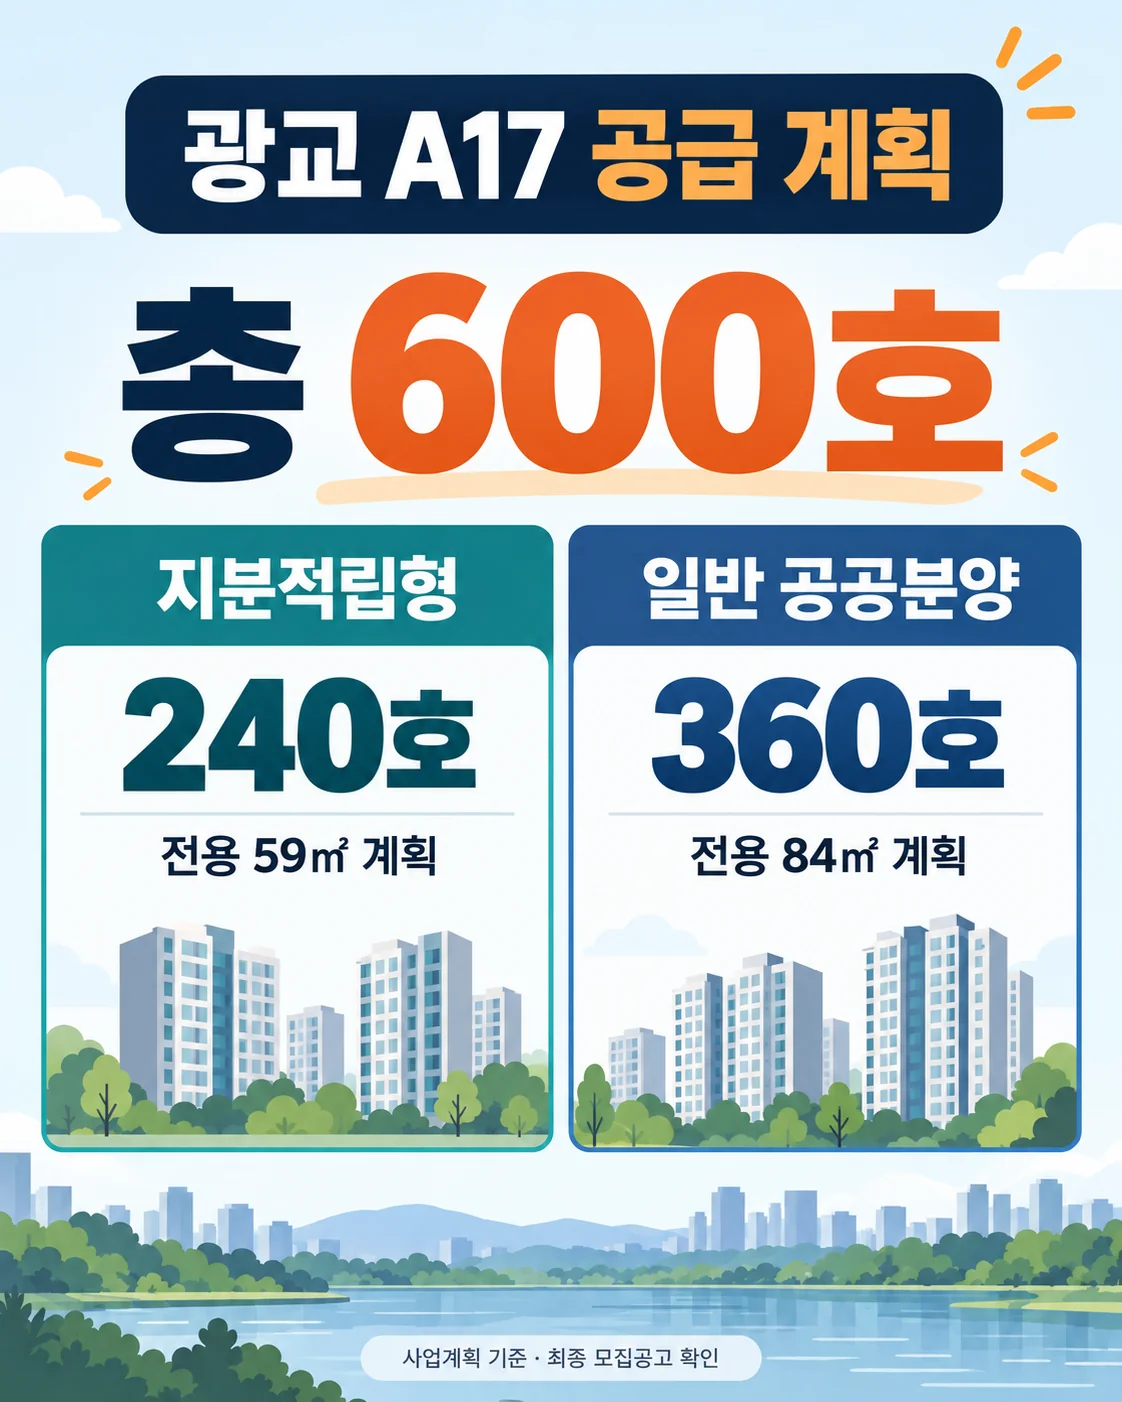 광교 A17 공급 계획
총 600호
지분적립형
240호
전용 59㎡ 계획
일반 공공분양
360호
전용 84㎡ 계획
사업계획 기준 · 최종 모집공고 확인